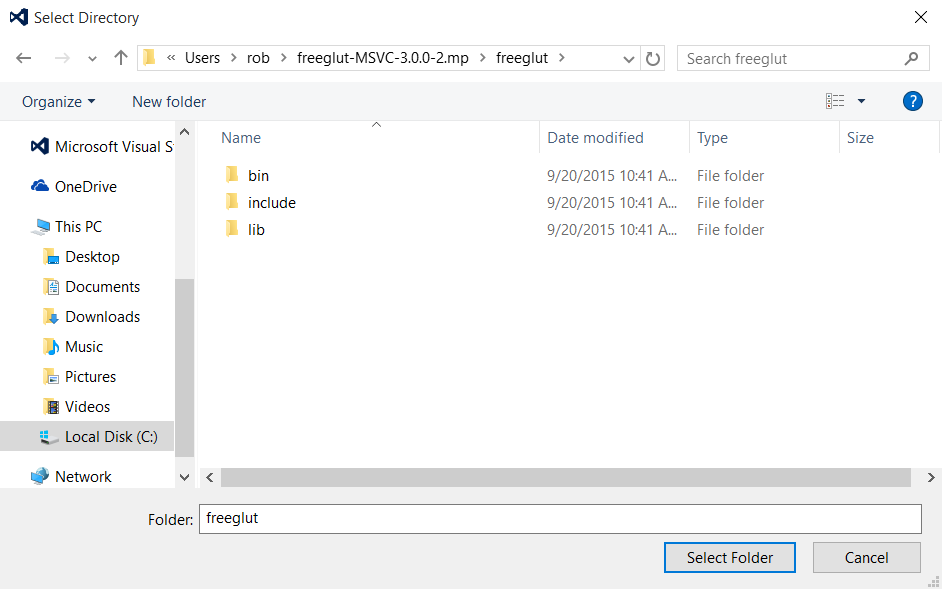 Select Directory
« Users > rob > freeglut-MSVC-3.0.0-2.mp > freeglut >
Search freeglut
Organize
New folder
?
Name Date modified Type Size
Microsoft Visual S
OneDrive
This PC
Desktop
Documents
Downloads
Music
Pictures
Videos
Local Disk (C:)
Network
bin 9/20/2015 10:41 A... File folder
include 9/20/2015 10:41 A... File folder
lib 9/20/2015 10:41 A... File folder
Folder: freeglut
Select Folder Cancel